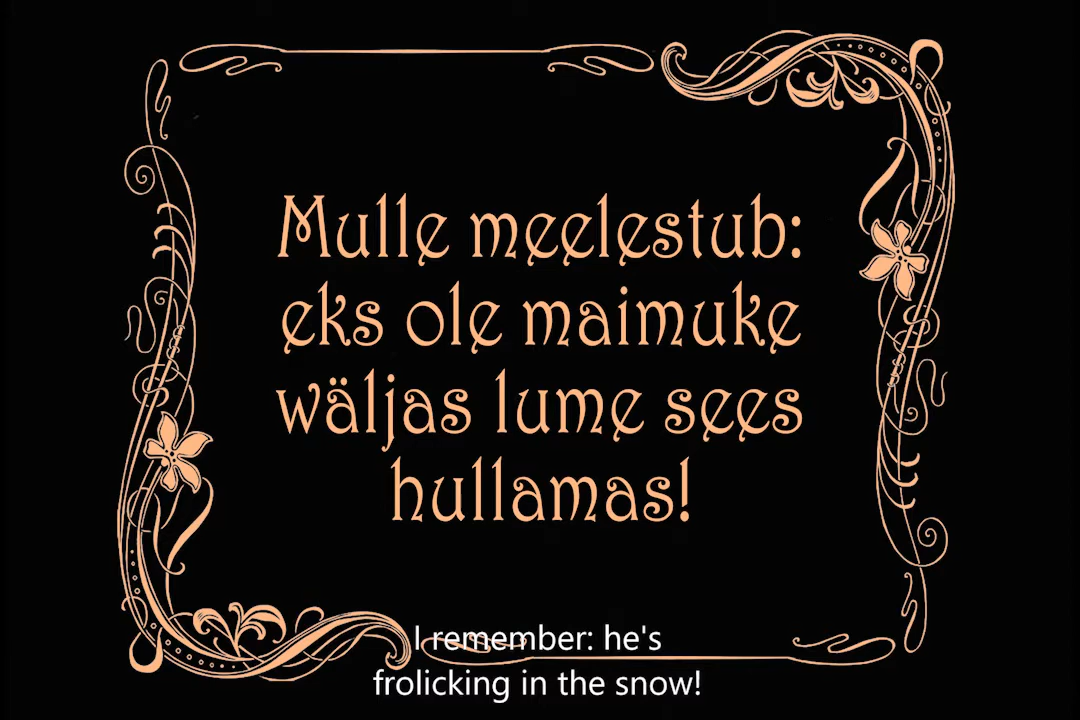 Mulle meelestub:
eks ole maimuke
wäljas lume sees
hullamas!
I remember: he's
frolicking in the snow!